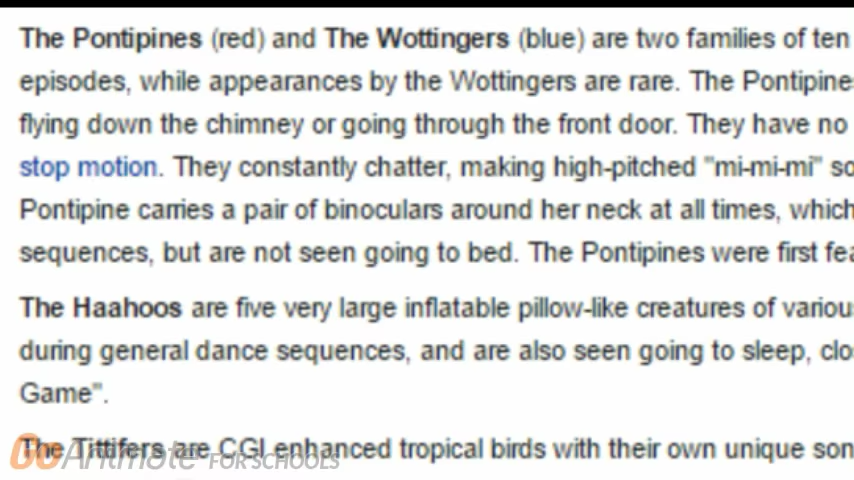 The Pontipines (red) and The Wottingers (blue) are two families of ten
episodes, while appearances by the Wottingers are rare. The Pontipine
flying down the chimney or going through the front door. They have no
stop motion. They constantly chatter, making high-pitched "mi-mi-mi" so
Pontipine carries a pair of binoculars around her neck at all times, which
sequences, but are not seen going to bed. The Pontipines were first fea
The Haahoos are five very large inflatable pillow-like creatures of variou
during general dance sequences, and are also seen going to sleep, clo
Game".
The Tittifers are CGI enhanced tropical birds with their own unique son
GoAnimate FOR SCHOOLS